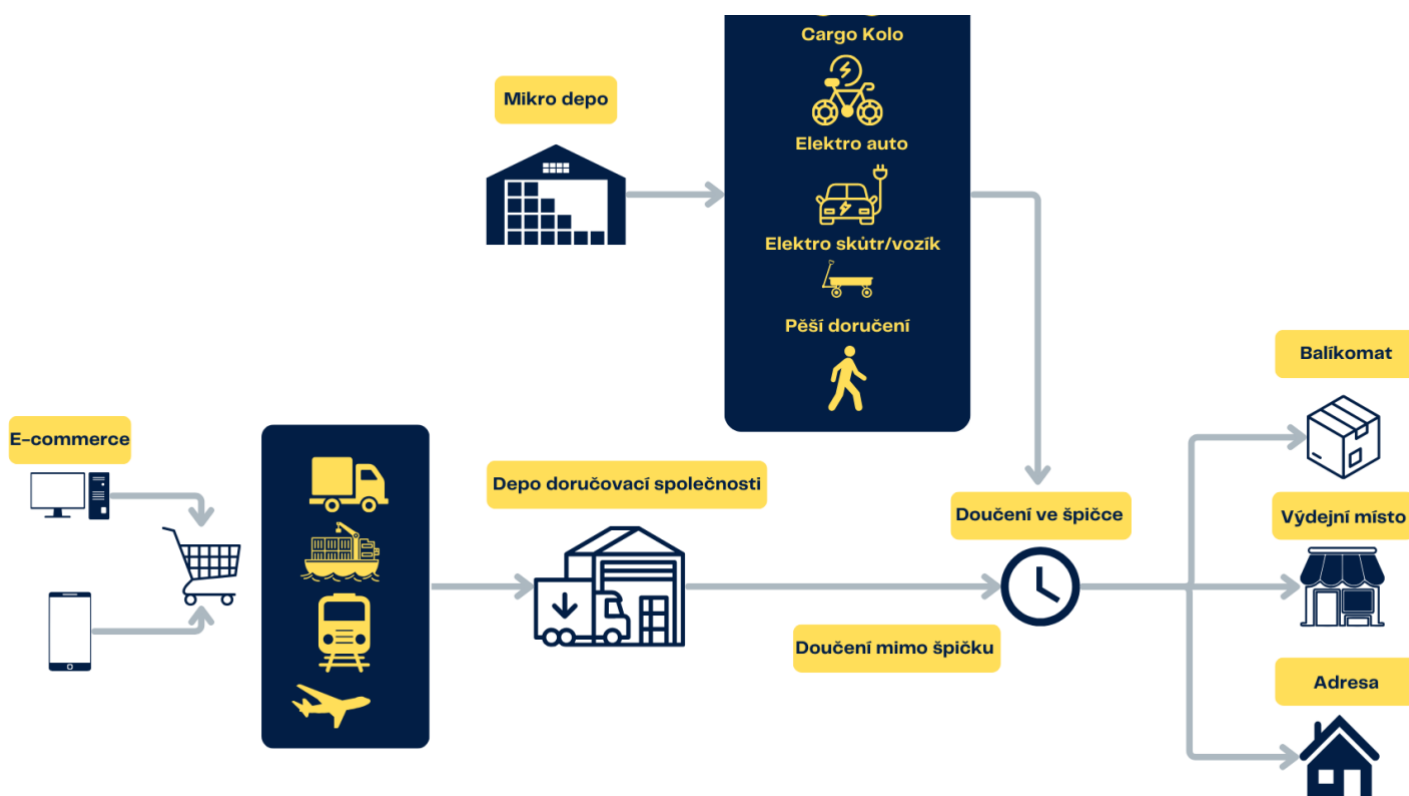 Cargo Kolo
Mikro depo
Elektro auto
Elektro skútr/vozík
Pěší doručení
Balíkomat
E-commerce
Depo doručovací společnosti
Doučení ve špičce
Výdejní místo
Doučení mimo špičku
Adresa